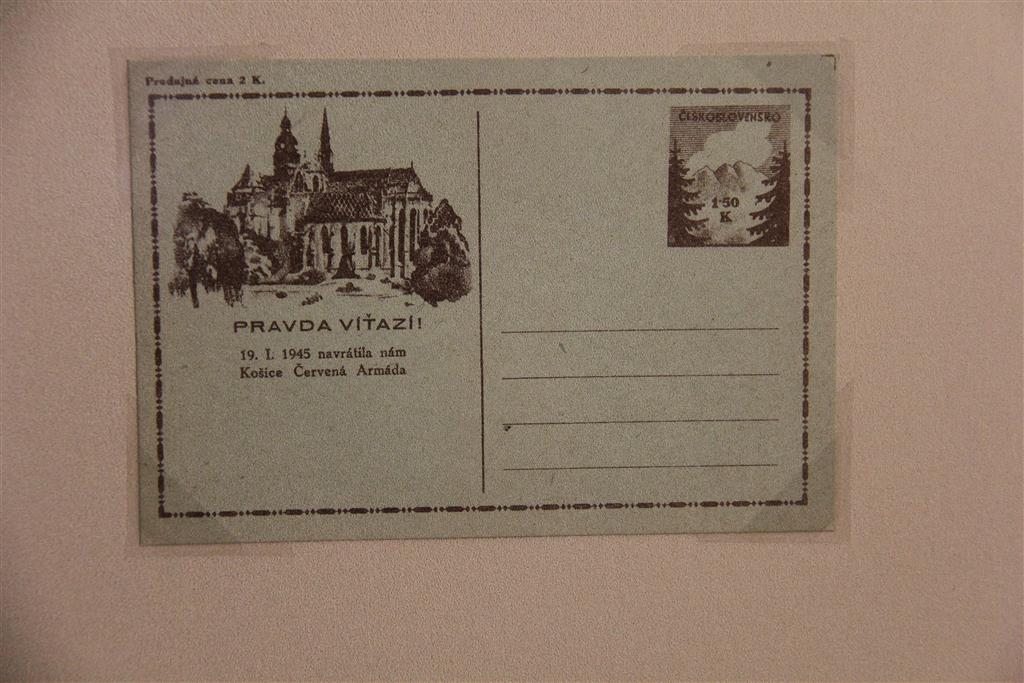 Predajná cena 2 K.
ČESKOSLOVENSKO
1·50
K
PRAVDA VÍŤAZÍ!
19. I. 1945 navrátila nám
Košice Červená Armáda